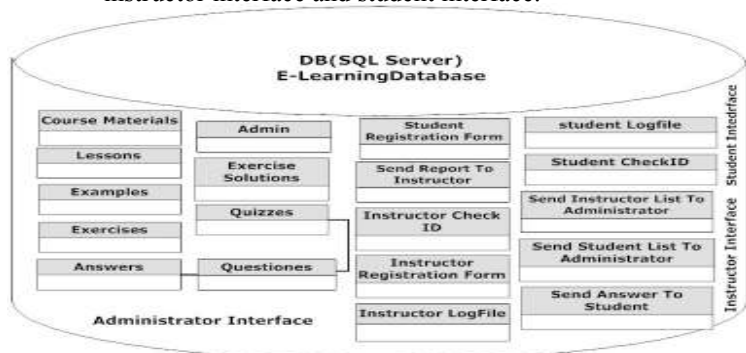 instructor interface and student interface.
DB(SQL Server)
E-LearningDatabase
Course Materials
Lessons
Examples
Exercises
Answers
Admin
Exercise
Solutions
Quizzes
Questiones
Student
Registration Form
Send Report To
Instructor
Instructor Check
ID
Instructor
Registration Form
Instructor LogFile
student Logfile
Student CheckID
Send Instructor List To
Administrator
Send Student List To
Administrator
Send Answer To
Student
Administrator Interface
Instructor Interface
Student Intedrface